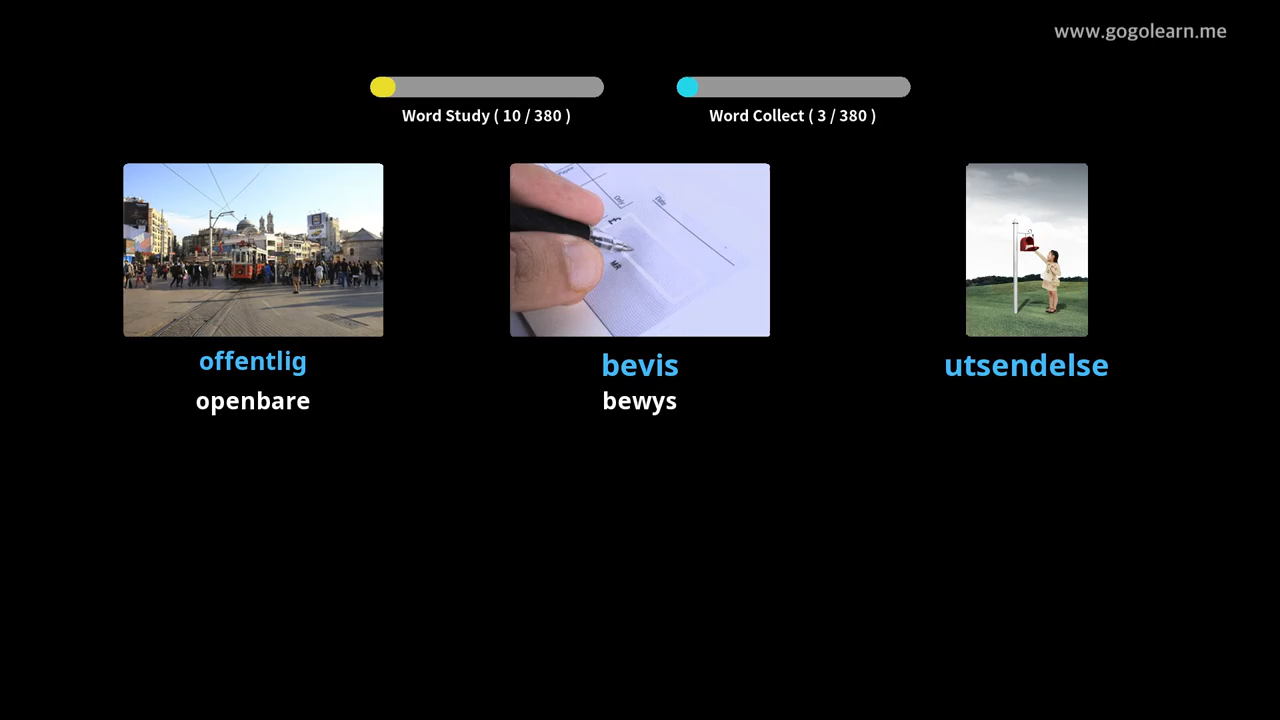 www.gogolearn.me
Word Study ( 10 / 380 )
Word Collect ( 3 / 380 )
offentlig
bevis
utsendelse
openbare
bewys